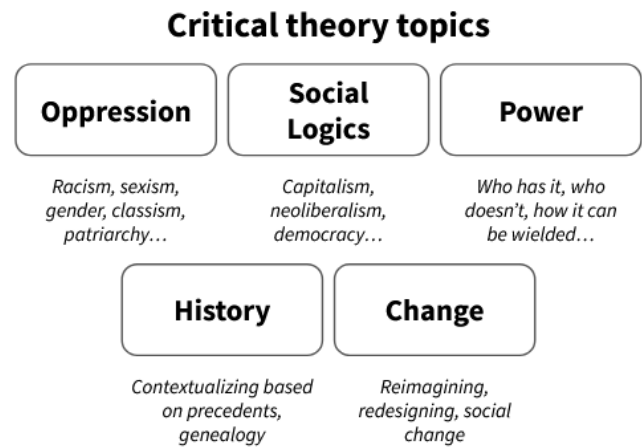 Critical theory topics
Oppression
Social
Logics
Power
Racism, sexism,
gender, classism,
patriarchy…
Capitalism,
neoliberalism,
democracy…
Who has it, who
doesn’t, how it can
be wielded…
History
Change
Contextualizing based
on precedents,
genealogy
Reimagining,
redesigning, social
change